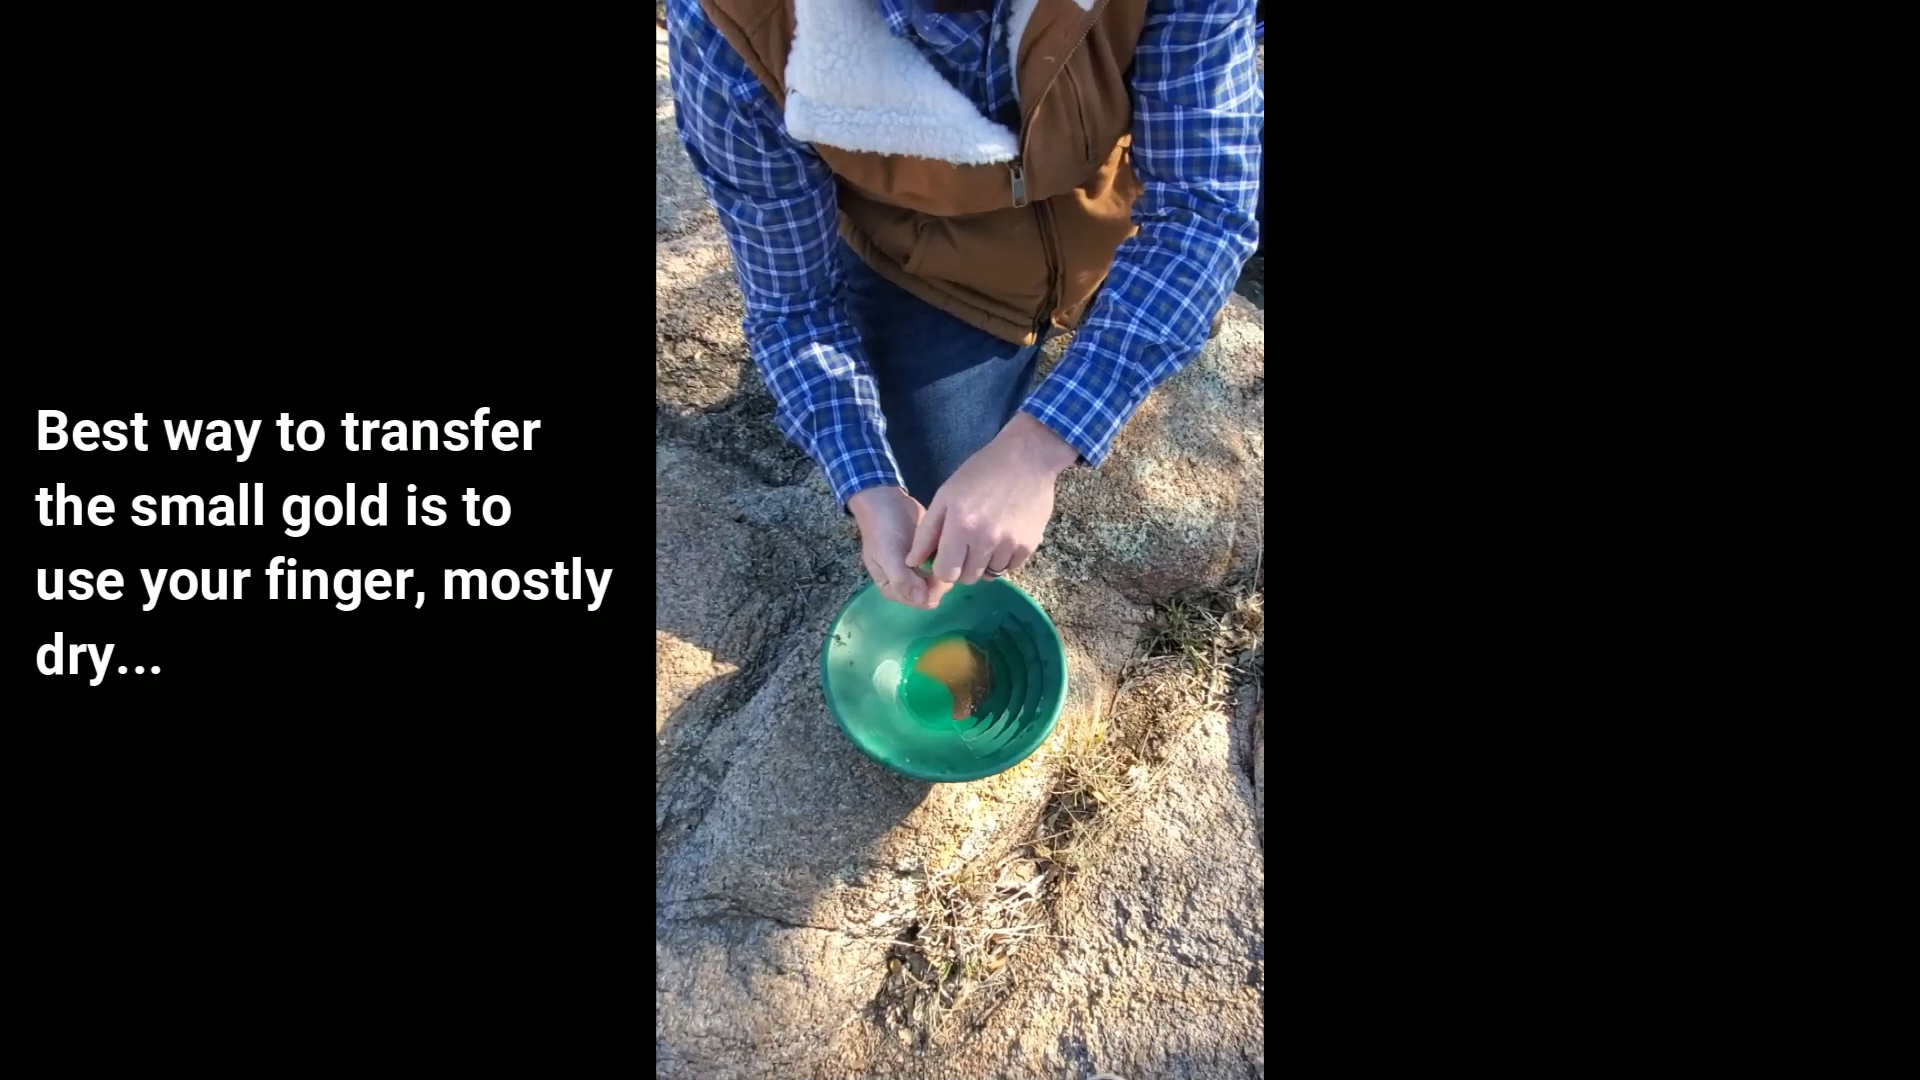 Best way to transfer
the small gold is to
use your finger, mostly
dry...